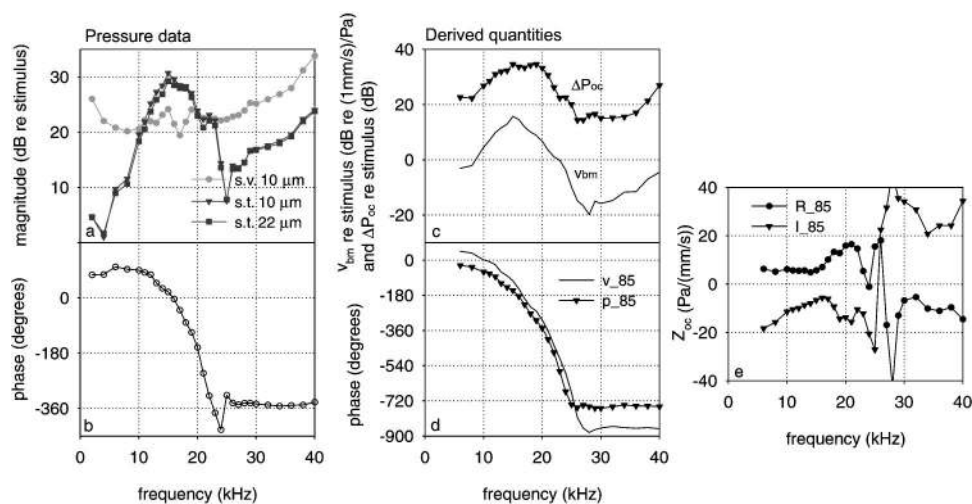 Pressure data
magnitude (dB re stimulus)
30
20
10
s.v. 10 µm
s.t. 10 µm
s.t. 22 µm
a
phase (degrees)
0
-180
-360
b
0 10 20 30 40
frequency (kHz)
Derived quantities
v bm re stimulus (dB re (1mm/s)/Pa)
and ΔP oc re stimulus (dB)
40
20
0
-20
ΔPoc
vbm
c
phase (degrees)
0
-180
-360
-540
-720
-900
v_85
p_85
d
0 10 20 30 40
frequency (kHz)
Z oc (Pa/(mm/s))
40
20
0
-20
-40
R_85
I_85
e
0 10 20 30 40
frequency (kHz)